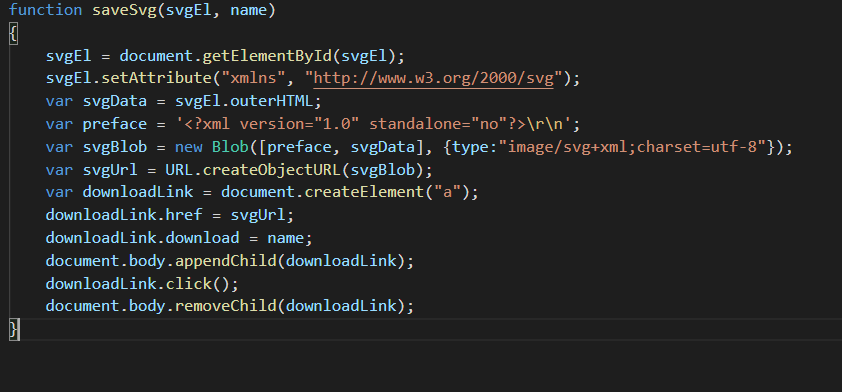 function saveSvg(svgEl, name)
{
    svgEl = document.getElementById(svgEl);
    svgEl.setAttribute("xmlns", "http://www.w3.org/2000/svg");
    var svgData = svgEl.outerHTML;
    var preface = '<?xml version="1.0" standalone="no"?>\r\n';
    var svgBlob = new Blob([preface, svgData], {type:"image/svg+xml;charset=utf-8"});
    var svgUrl = URL.createObjectURL(svgBlob);
    var downloadLink = document.createElement("a");
    downloadLink.href = svgUrl;
    downloadLink.download = name;
    document.body.appendChild(downloadLink);
    downloadLink.click();
    document.body.removeChild(downloadLink);
}